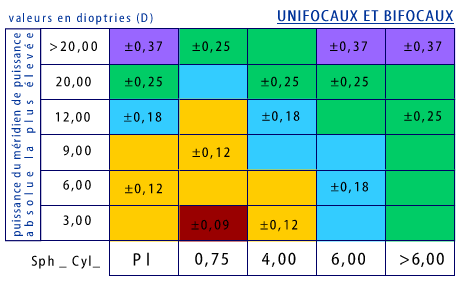 valeurs en dioptries (D) UNIFOCAUX ET BIFOCAUX
puissance du méridien de puissance
absolue la plus élevée
>20,00 ±0,37 ±0,25 ±0,37 ±0,37
20,00 ±0,25 ±0,25 ±0,25
12,00 ±0,18 ±0,18 ±0,25
9,00 ±0,12
6,00 ±0,12 ±0,18
3,00 ±0,09 ±0,12
Sph _ Cyl_ Pl 0,75 4,00 6,00 >6,00